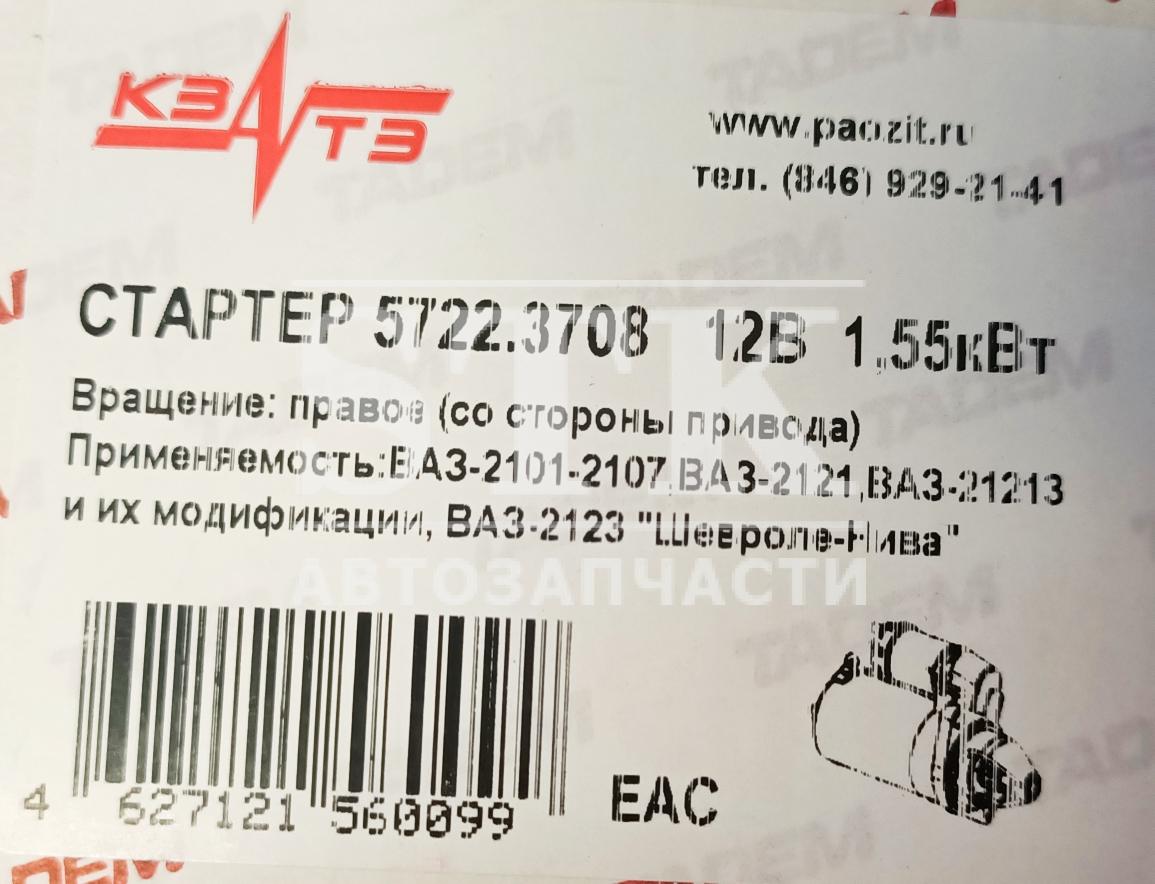 КЗАТЭ
www.paozit.ru
тел. (846) 929-21-41
СТАРТЕР 5722.3708 12В 1,55кВт
Вращение: правое (со стороны привода)
Применяемость:ВАЗ-2101-2107,ВАЗ-2121,ВАЗ-21213
и их модификации, ВАЗ-2123 "Шевроле-Нива"
STK
АВТОЗАПЧАСТИ
4 627121 560099
EAC